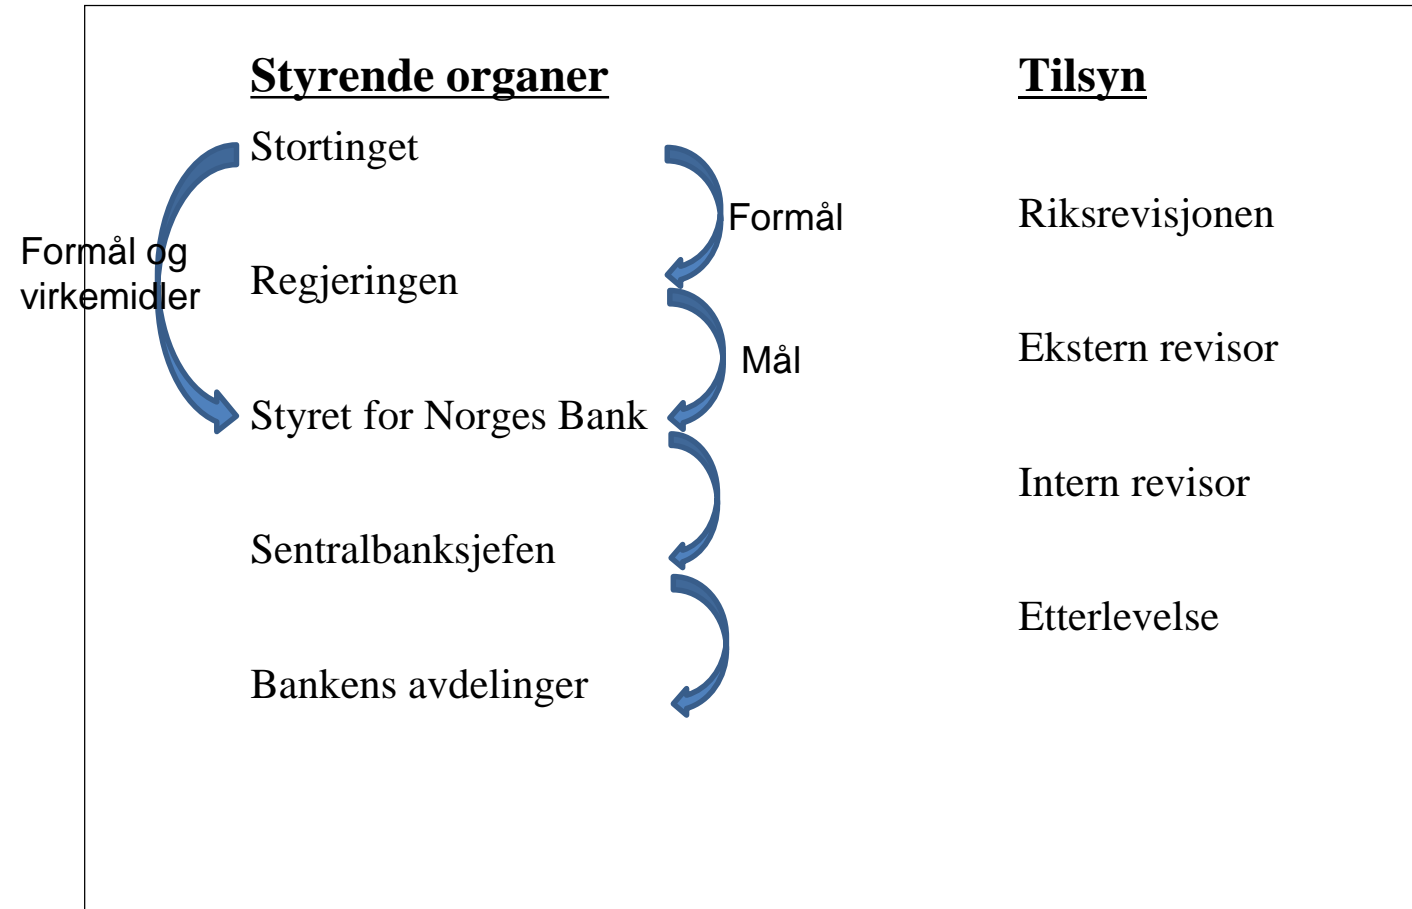 Styrende organer
Tilsyn
Stortinget
Formål
Riksrevisjonen
Formål og
virkemidler
Regjeringen
Mål
Ekstern revisor
Styret for Norges Bank
Intern revisor
Sentralbanksjefen
Etterlevelse
Bankens avdelinger